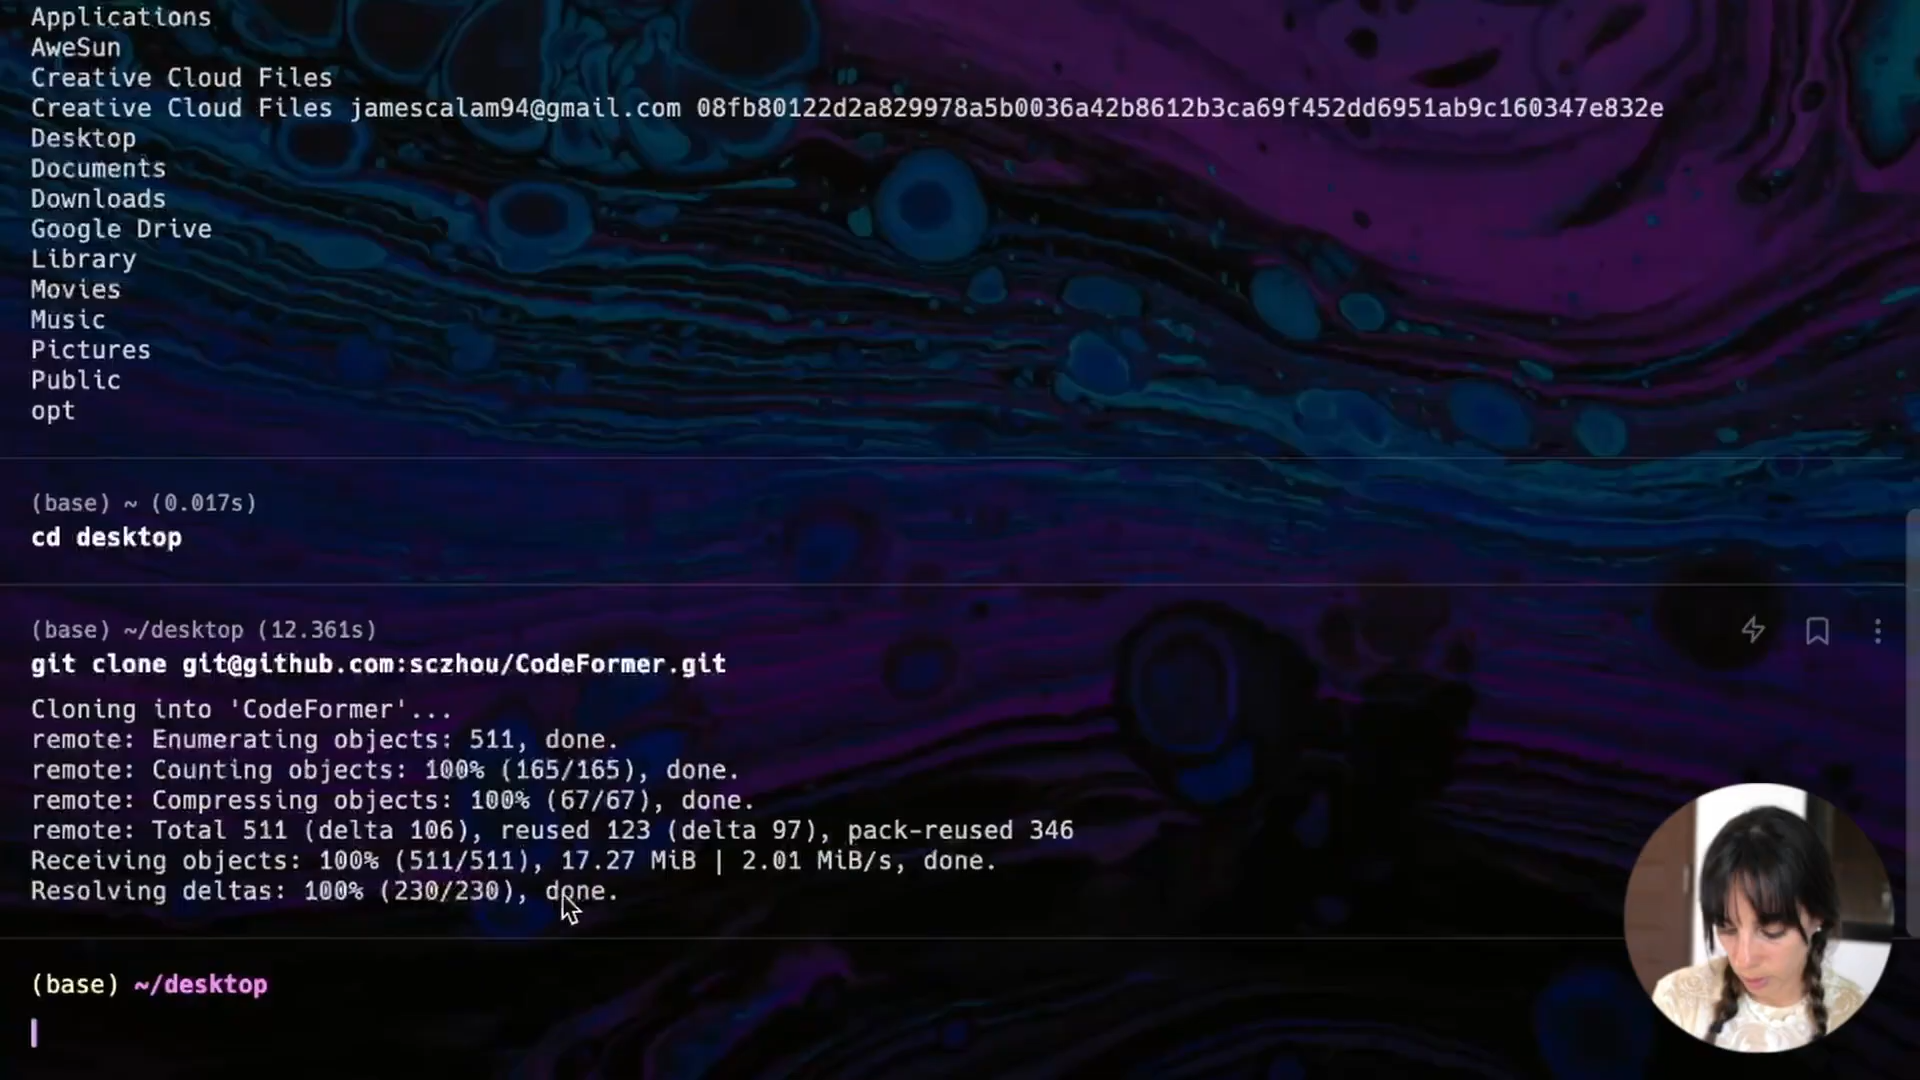 Applications
AweSun
Creative Cloud Files
Creative Cloud Files jamescalam94@gmail.com 08fb80122d2a829978a5b0036a42b8612b3ca69f452dd6951ab9c160347e832e
Desktop
Documents
Downloads
Google Drive
Library
Movies
Music
Pictures
Public
opt
(base) ~ (0.017s)
cd desktop
(base) ~/desktop (12.361s)
git clone git@github.com:sczhou/CodeFormer.git
Cloning into 'CodeFormer'...
remote: Enumerating objects: 511, done.
remote: Counting objects: 100% (165/165), done.
remote: Compressing objects: 100% (67/67), done.
remote: Total 511 (delta 106), reused 123 (delta 97), pack-reused 346
Receiving objects: 100% (511/511), 17.27 MiB | 2.01 MiB/s, done.
Resolving deltas: 100% (230/230), done.
(base) ~/desktop